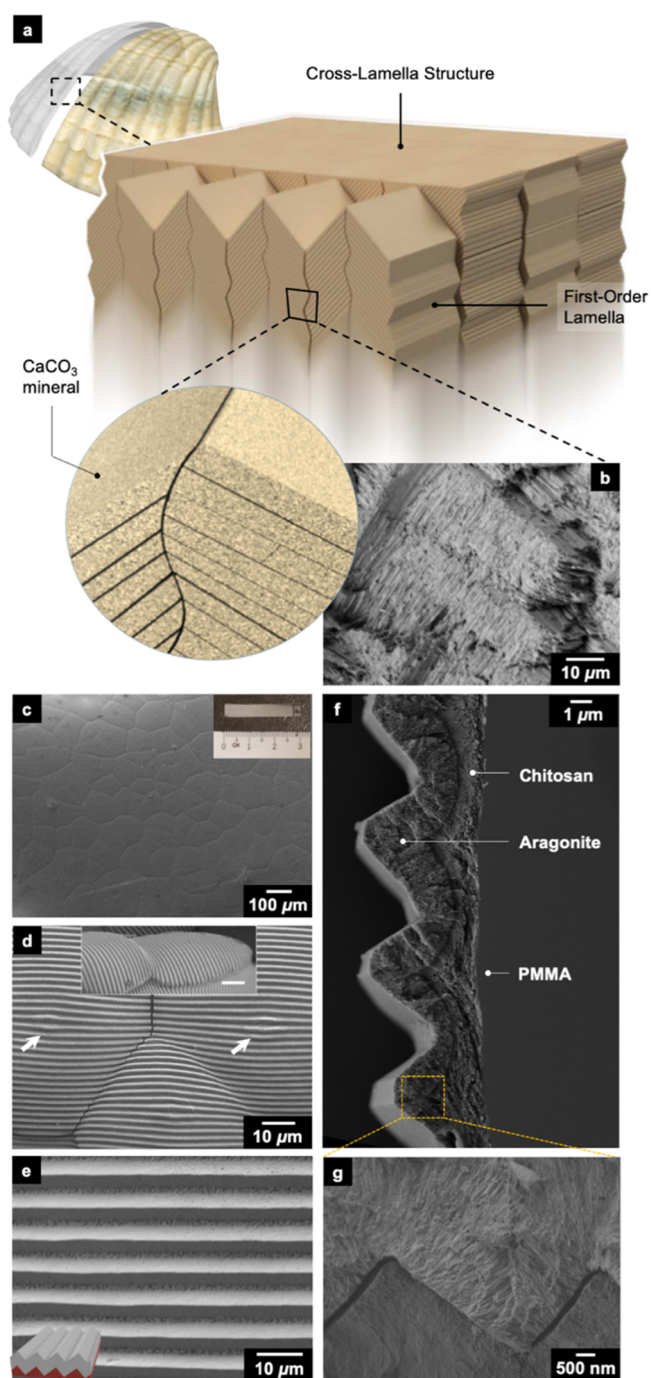 a
Cross-Lamella Structure
First-Order
Lamella
CaCO₃
mineral
b
10 µm
c
0 CM 1 2 3
100 µm
f
1 µm
Chitosan
Aragonite
PMMA
d
10 µm
e
10 µm
g
500 nm